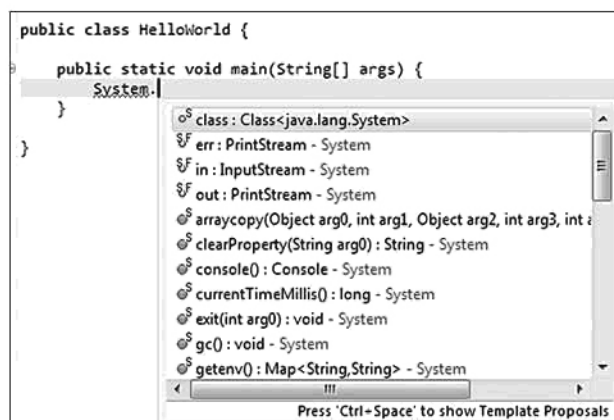 public class HelloWorld {
public static void main(String[] args) {
System.
class : Class<java.lang.System>
err : PrintStream - System
in : InputStream - System
out : PrintStream - System
arraycopy(Object arg0, int arg1, Object arg2, int arg3, int a
clearProperty(String arg0) : String - System
console() : Console - System
currentTimeMillis() : long - System
exit(int arg0) : void - System
gc() : void - System
getenv() : Map<String,String> - System
Press 'Ctrl+Space' to show Template Proposals
}
}